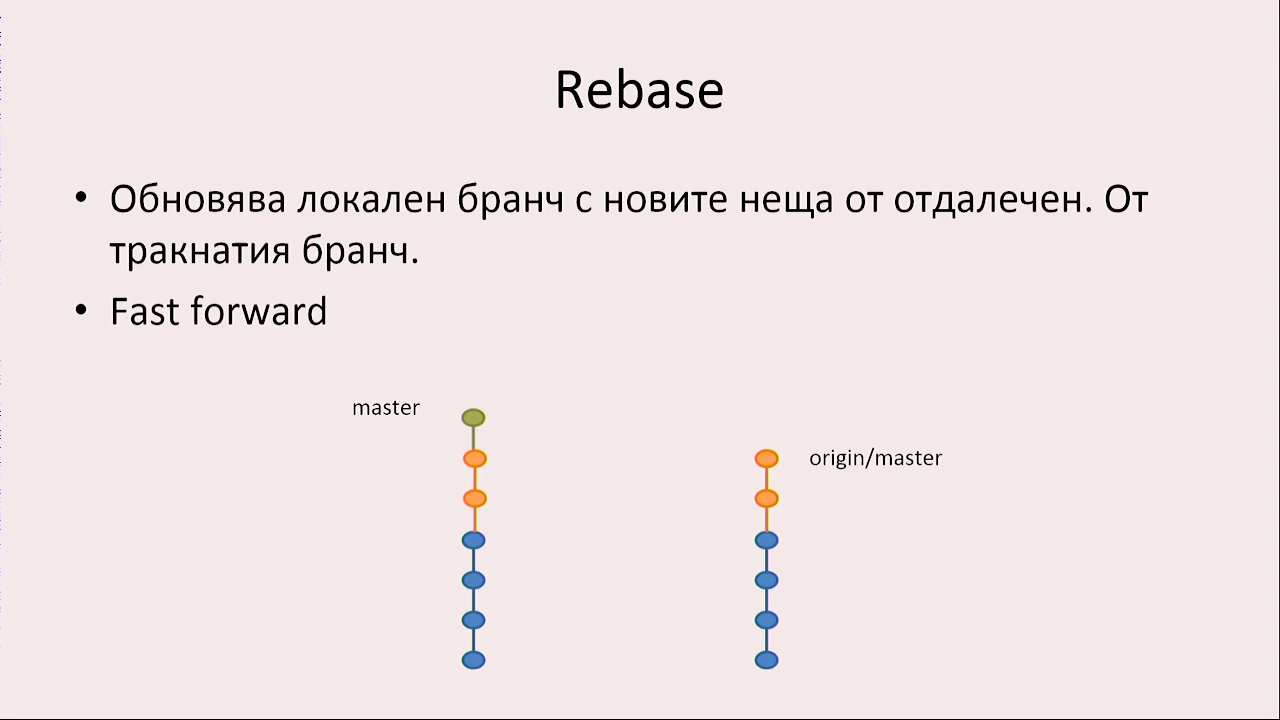 Rebase
• Обновява локален бранч с новите неща от отдалечен. От
тракнатия бранч.
• Fast forward
master
origin/master